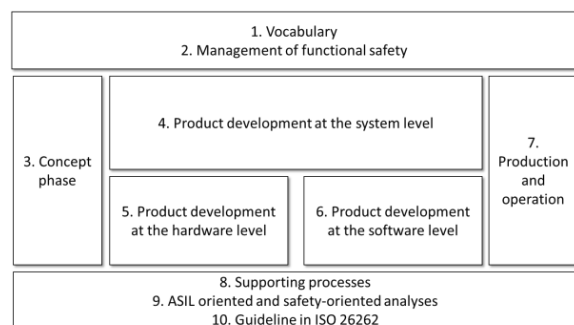 1. Vocabulary
2. Management of functional safety
3. Concept
phase
4. Product development at the system level
5. Product development
at the hardware level
6. Product development
at the software level
7.
Production
and
operation
8. Supporting processes
9. ASIL oriented and safety-oriented analyses
10. Guideline in ISO 26262